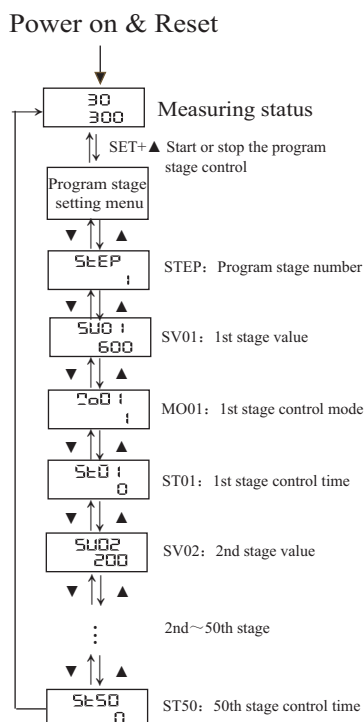 Power on & Reset
30
300
Measuring status
SET+▲ Start or stop the program
stage control
Program stage
setting menu
▼ ▲
StEP
1
STEP: Program stage number
▼ ▲
SU01
600
SV01: 1st stage value
▼ ▲
1
MO01: 1st stage control mode
▼ ▲
St01
0
ST01: 1st stage control time
▼ ▲
SU02
200
SV02: 2nd stage value
▼ ▲
⋮
2nd～50th stage
▼ ▲
St50
0
ST50: 50th stage control time